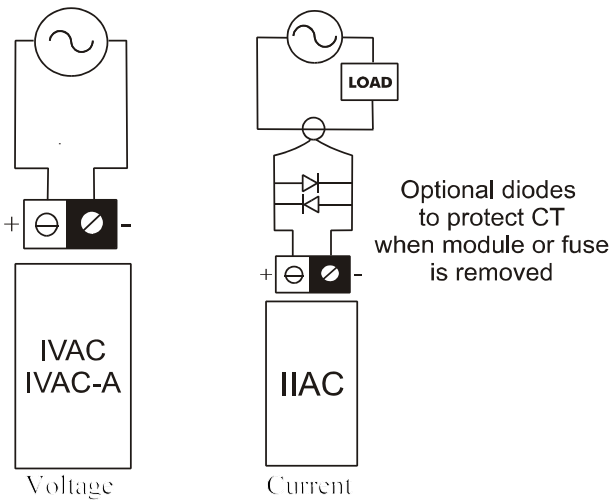 LOAD
Optional diodes
to protect CT
when module or fuse
is removed
+ -
+ -
IVAC
IVAC-A
IIAC
Voltage
Current